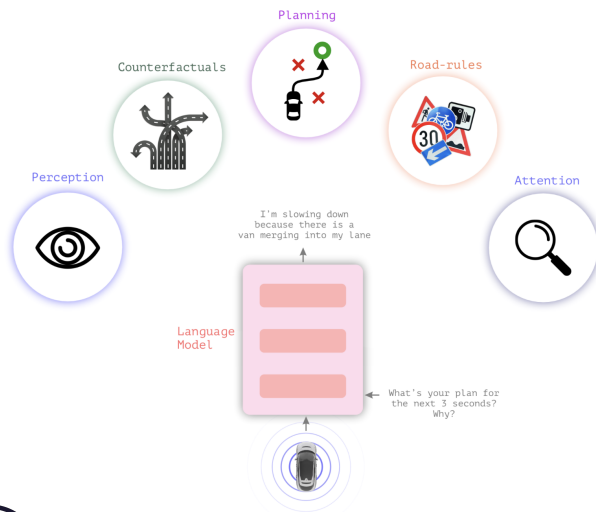 Planning
Counterfactuals
Road-rules
30
Perception
Attention
I'm slowing down
because there is a
van merging into my lane
Language
Model
What's your plan for
the next 3 seconds?
Why?